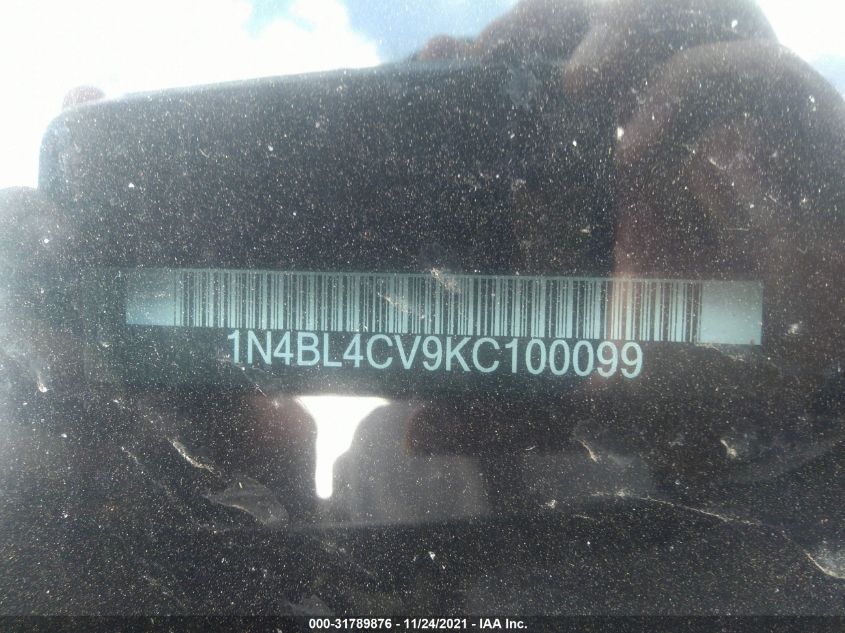 1N4BL4CV9KC100099
000-31789876 - 11/24/2021 - IAA Inc.